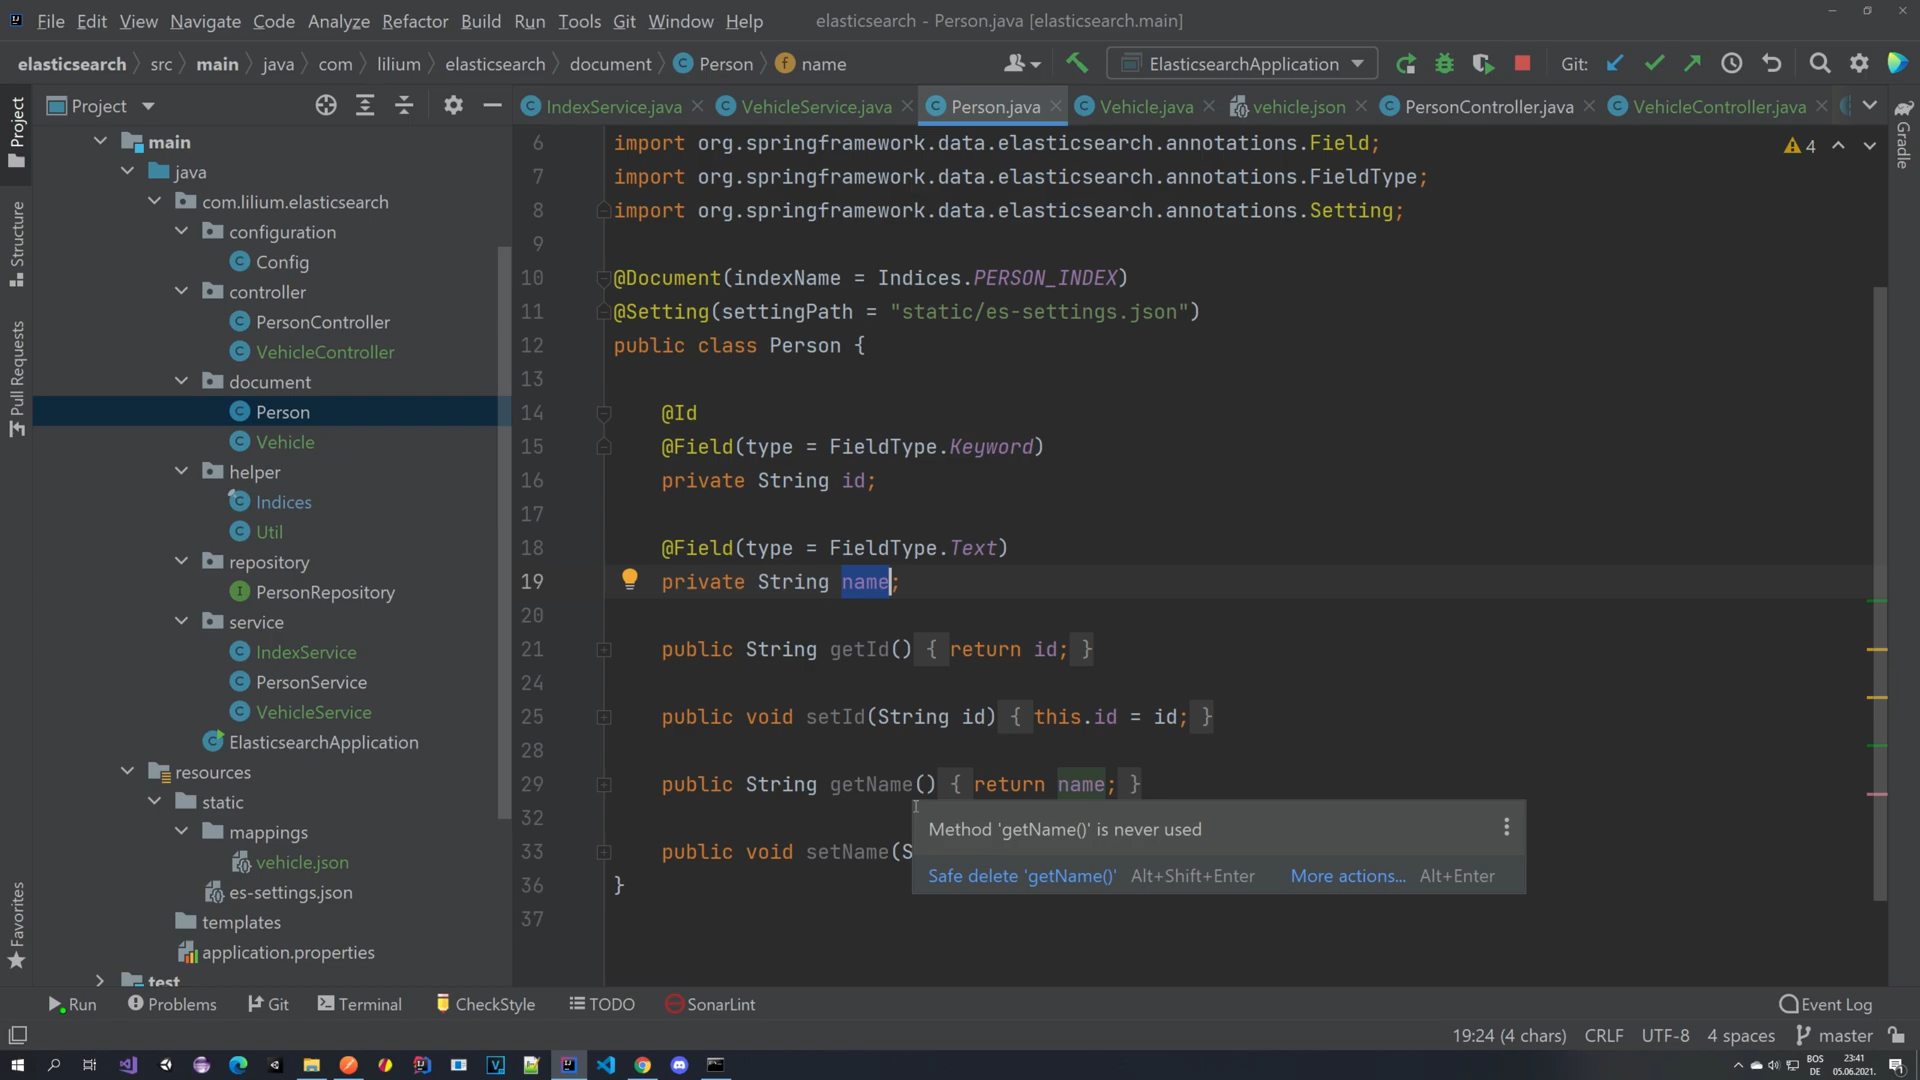 File Edit View Navigate Code Analyze Refactor Build Run Tools Git Window Help elasticsearch - Person.java [elasticsearch.main]
elasticsearch src main java com lilium elasticsearch document Person name ElasticsearchApplication Git:
Project
IndexService.java VehicleService.java Person.java Vehicle.java vehicle.json PersonController.java VehicleController.java
Project
Structure
Pull Requests
Favorites
Gradle
main
java
com.lilium.elasticsearch
configuration
Config
controller
PersonController
VehicleController
document
Person
Vehicle
helper
Indices
Util
repository
PersonRepository
service
IndexService
PersonService
VehicleService
ElasticsearchApplication
resources
static
mappings
vehicle.json
es-settings.json
templates
application.properties
test
4
6 import org.springframework.data.elasticsearch.annotations.Field;
7 import org.springframework.data.elasticsearch.annotations.FieldType;
8 import org.springframework.data.elasticsearch.annotations.Setting;
9
10 @Document(indexName = Indices.PERSON_INDEX)
11 @Setting(settingPath = "static/es-settings.json")
12 public class Person {
13
14 @Id
15 @Field(type = FieldType.Keyword)
16 private String id;
17
18 @Field(type = FieldType.Text)
19 private String name;
20
21 public String getId() { return id; }
24
25 public void setId(String id) { this.id = id; }
28
29 public String getName() { return name; }
32
33 public void setName(S
36 }
37
Method 'getName()' is never used
Safe delete 'getName()' Alt+Shift+Enter More actions... Alt+Enter
Run Problems Git Terminal CheckStyle TODO SonarLint Event Log
19:24 (4 chars) CRLF UTF-8 4 spaces master
BOS
DE
23:41
05.06.2021.